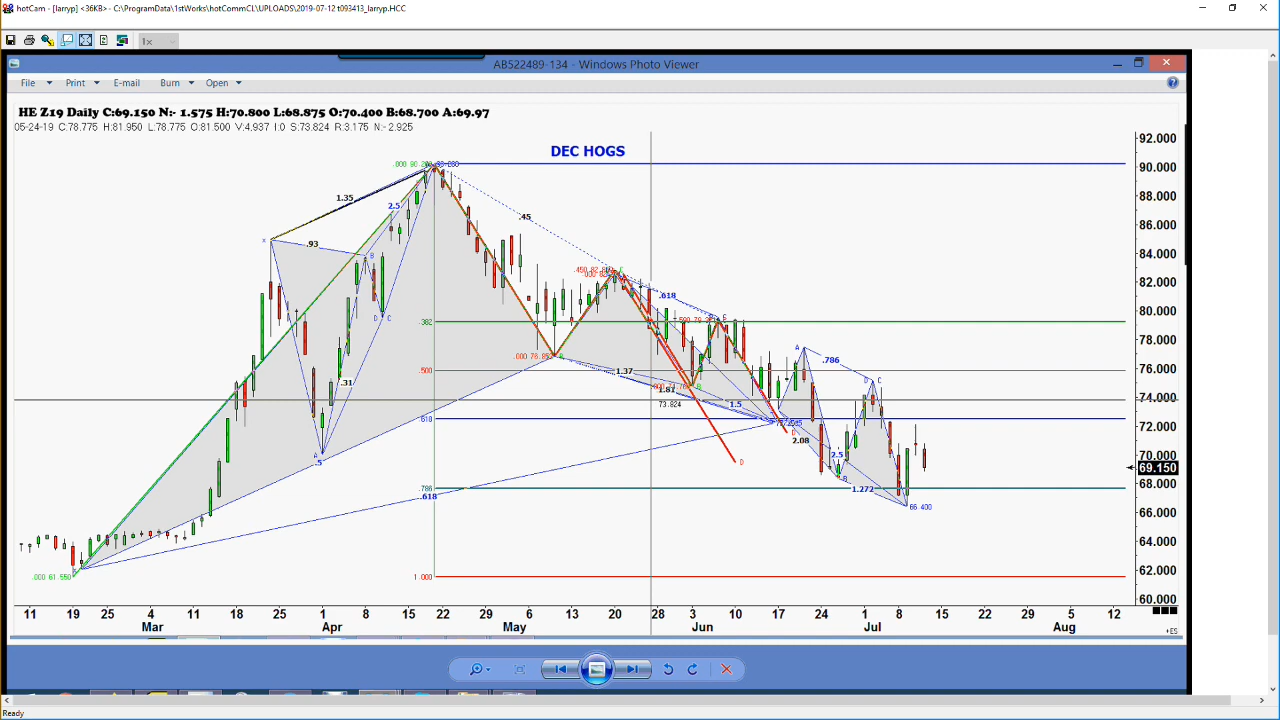 hotCam - [larryp] <36KB> - C:\ProgramData\1stWorks\hotCommCL\UPLOADS\2019-07-12 t093413_larryp.HCC
1x
AB522489-134 - Windows Photo Viewer
File Print E-mail Burn Open
HE Z19 Daily C:69.150 N:- 1.575 H:70.800 L:68.875 O:70.400 B:68.700 A:69.97
05-24-19 C:78.775 H:81.950 L:78.775 O:81.500 V:4.937 I:0 S:73.824 R:3.175 N:-2.925
DEC HOGS
92.000
90.000
88.000
86.000
84.000
82.000
80.000
78.000
76.000
74.000
72.000
70.000
69.150
68.000
66.000
64.000
62.000
60.000
1.35
2.5
.45
X
.93
B
.618
.382
D C
.31
.500
1.37
1.81
73.824
1.5
A
.786
D C
.618
2.08
D
2.5
B
1.272
66.400
A
.5
D
.786
.618
.000 61.550
1.000
11 19 25 4 11 18 25 1 8 15 22 29 6 13 20 28 3 10 17 24 1 8 15 22 29 5 12
Mar Apr May Jun Jul Aug
+ES
Ready